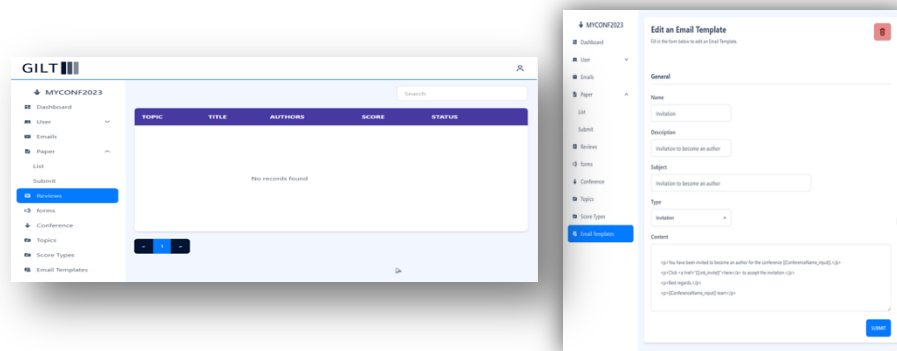 GILT
MYCONF2023
Dashboard
User
Emails
Paper
List
Submit
Reviews
forms
Conference
Topics
Score Types
Email Templates
Search
TOPIC TITLE AUTHORS SCORE STATUS
No records found
1
MYCONF2023
Dashboard
User
Emails
Paper
List
Submit
Reviews
forms
Conference
Topics
Score Types
Email Templates
Edit an Email Template
Fill in the form below to edit an Email Template.
General
Name
Invitation
Description
Invitation to become an author
Subject
Invitation to become an author
Type
Invitation
Content
<p>You have been invited to become an author for the conference {{ConferenceName_input}}.</p>
<p>Click <a href="{{Link_invite}}">here</a> to accept the invitation.</p>
<p>Best regards,</p>
<p>{{ConferenceName_input}} team</p>
SUBMIT